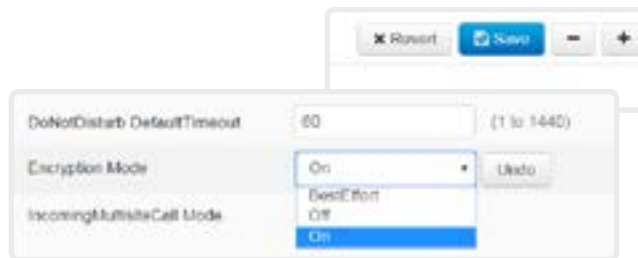 ✖ Revert Save − +
DoNotDisturb DefaultTimeout 60 (1 to 1440)
Encryption Mode On Undo
BestEffort
IncomingMultisiteCall Mode Off
On